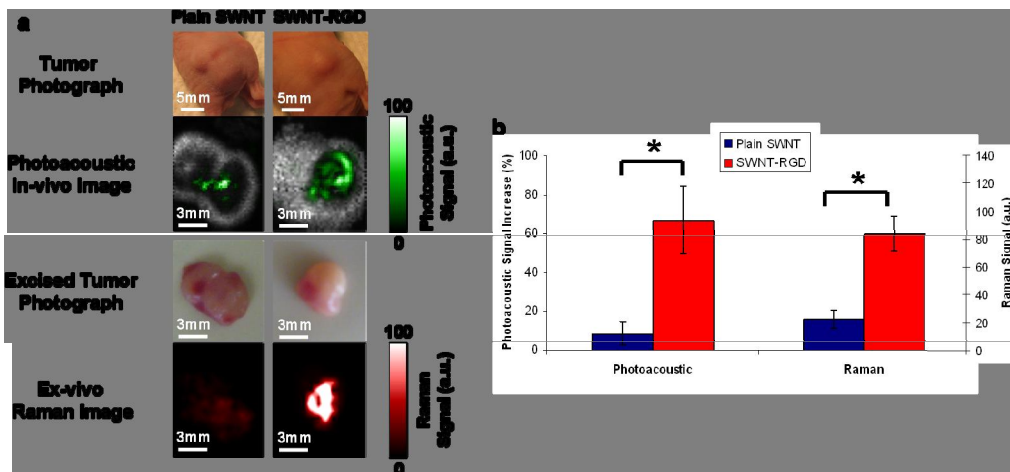 a
Plain SWNT SWNT-RGD
Tumor
Photograph
5mm 5mm
Photoacoustic
In-vivo Image
3mm 3mm
100
Photoacoustic
Signal (a.u.)
0
Excised Tumor
Photograph
3mm 3mm
Ex-vivo
Raman Image
3mm 3mm
100
Raman
Signal (a.u.)
0
b
Plain SWNT
SWNT-RGD
Photoacoustic Signal Increase (%)
100
80
60
40
20
0
*
*
140
120
100
80
60
40
20
0
Raman Signal (a.u.)
Photoacoustic Raman